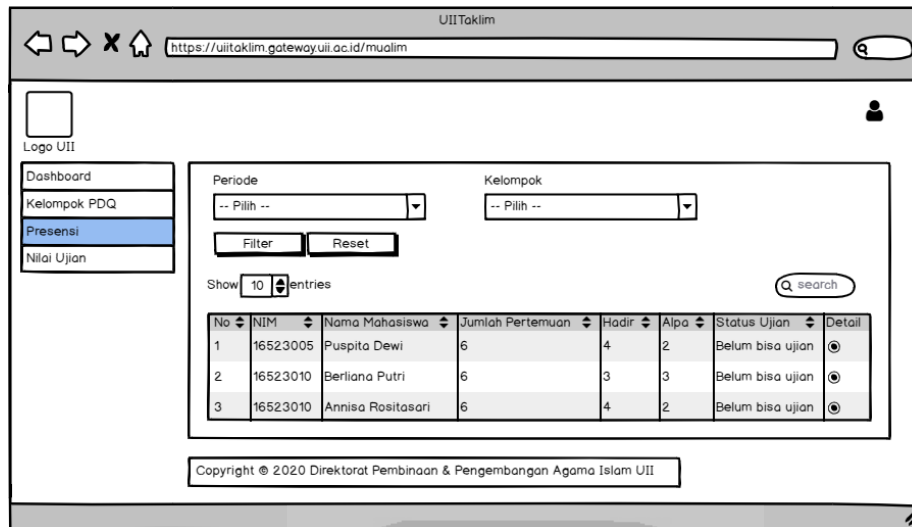 UIITaklim
https://uiitaklim.gateway.uii.ac.id/mualim
Logo UII
Dashboard
Kelompok PDQ
Presensi
Nilai Ujian
Periode Kelompok
-- Pilih -- -- Pilih --
Filter Reset
Show 10 entries search
No NIM Nama Mahasiswa Jumlah Pertemuan Hadir Alpa Status Ujian Detail
1 16523005 Puspita Dewi 6 4 2 Belum bisa ujian
2 16523010 Berliana Putri 6 3 3 Belum bisa ujian
3 16523010 Annisa Rositasari 6 4 2 Belum bisa ujian
Copyright © 2020 Direktorat Pembinaan & Pengembangan Agama Islam UII